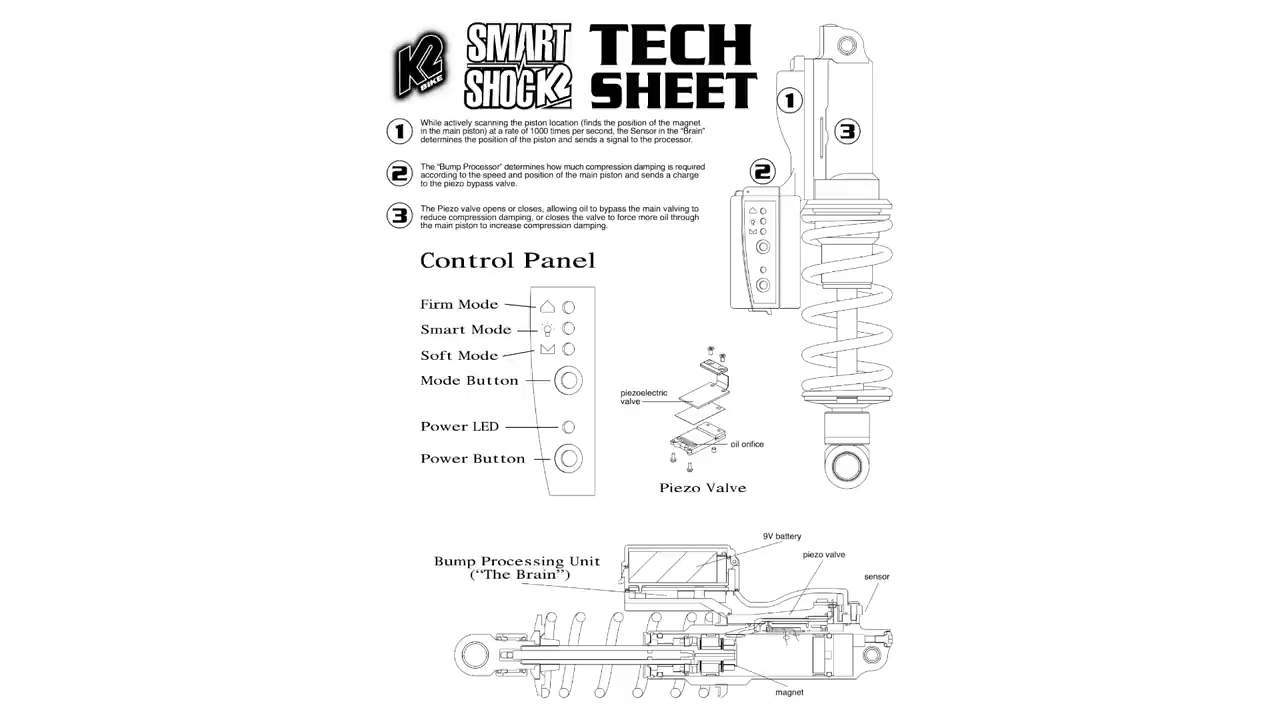 K2
BIKE
SMART
SHOCK2
TECH
SHEET
1
While actively scanning the piston location (finds the position of the magnet
in the main piston) at a rate of 1000 times per second, the Sensor in the "Brain"
determines the position of the piston and sends a signal to the processor.
2
The "Bump Processor" determines how much compression damping is required
according to the speed and position of the main piston and sends a charge
to the piezo bypass valve.
3
The Piezo valve opens or closes, allowing oil to bypass the main valving to
reduce compression damping, or closes the valve to force more oil through
the main piston to increase compression damping.
1
3
2
Control Panel
Firm Mode
Smart Mode
Soft Mode
Mode Button
Power LED
Power Button
piezoelectric
valve
oil orifice
Piezo Valve
9V battery
piezo valve
sensor
Bump Processing Unit
("The Brain")
magnet